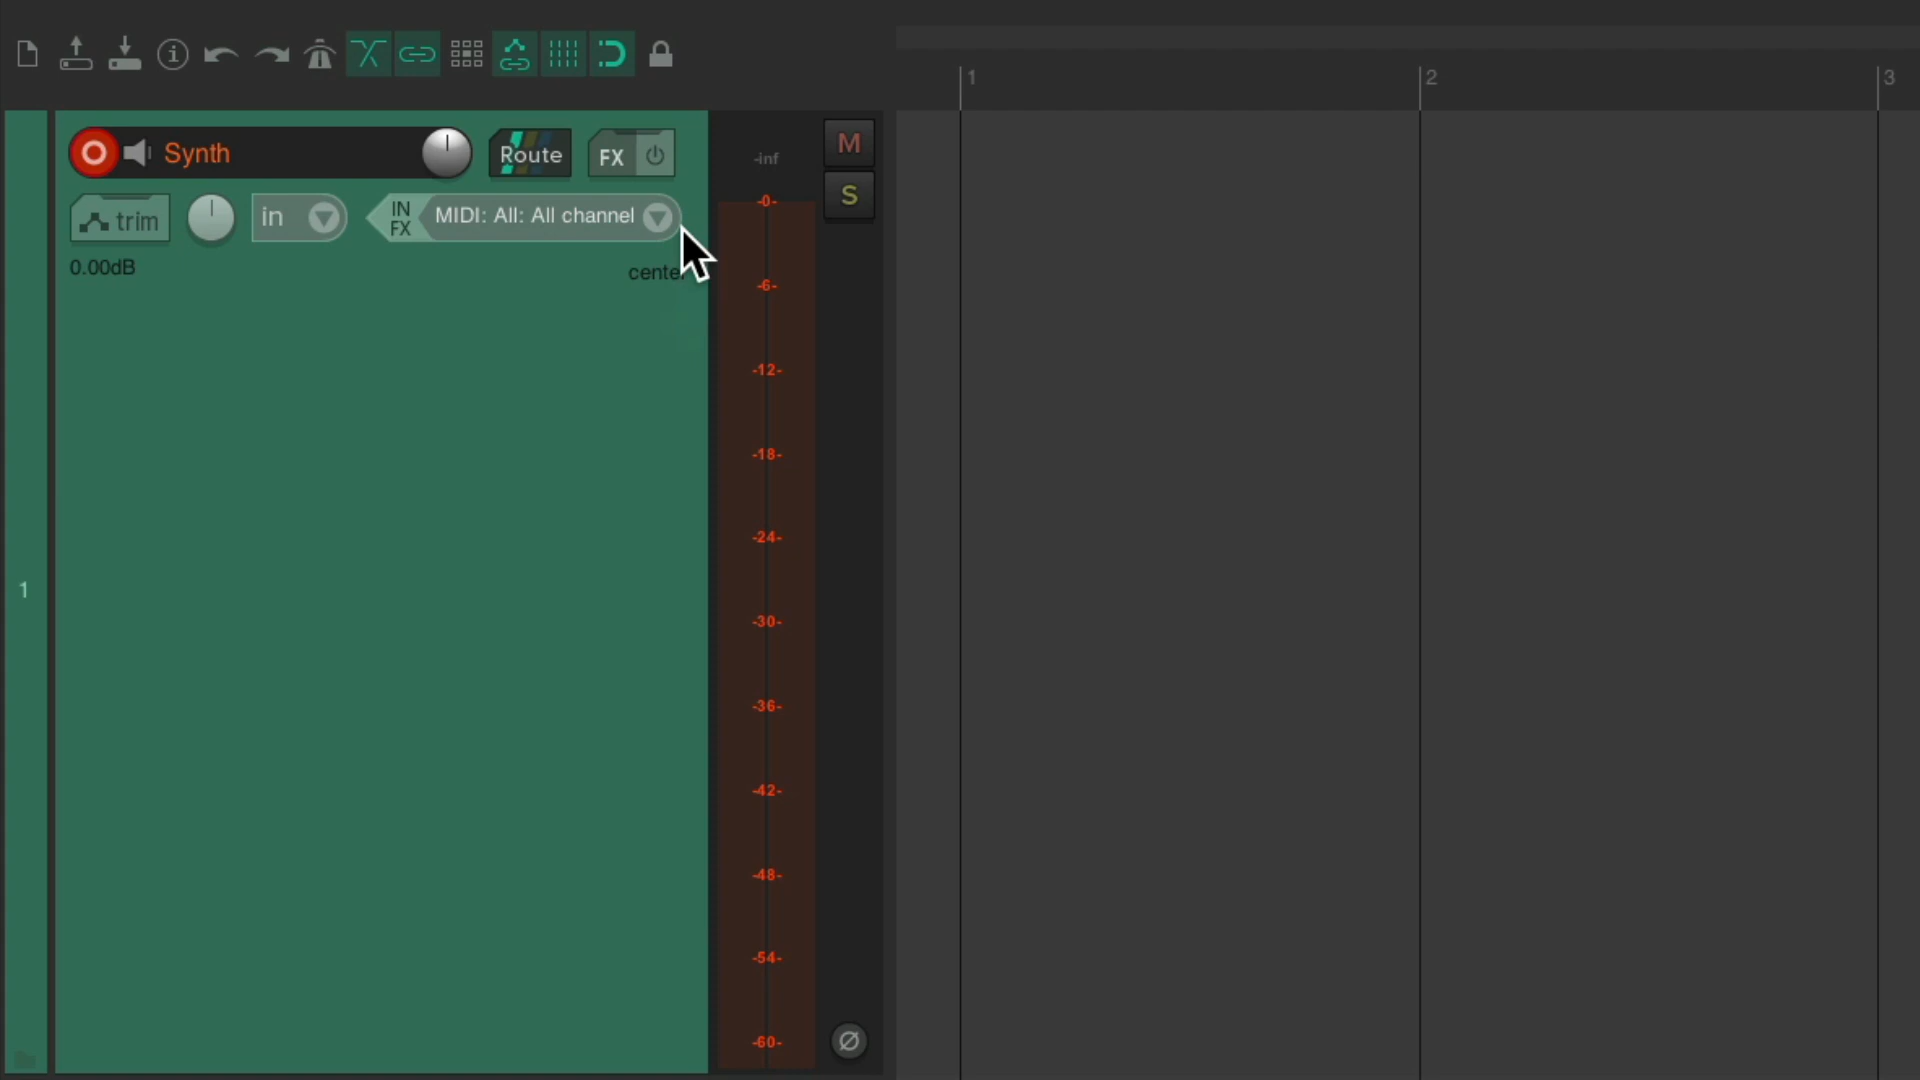 1 2 3
Synth Route FX
trim in IN FX MIDI: All: All channel
0.00dB center
-inf
M
S
-0-
-6-
-12-
-18-
-24-
-30-
-36-
-42-
-48-
-54-
-60-
1